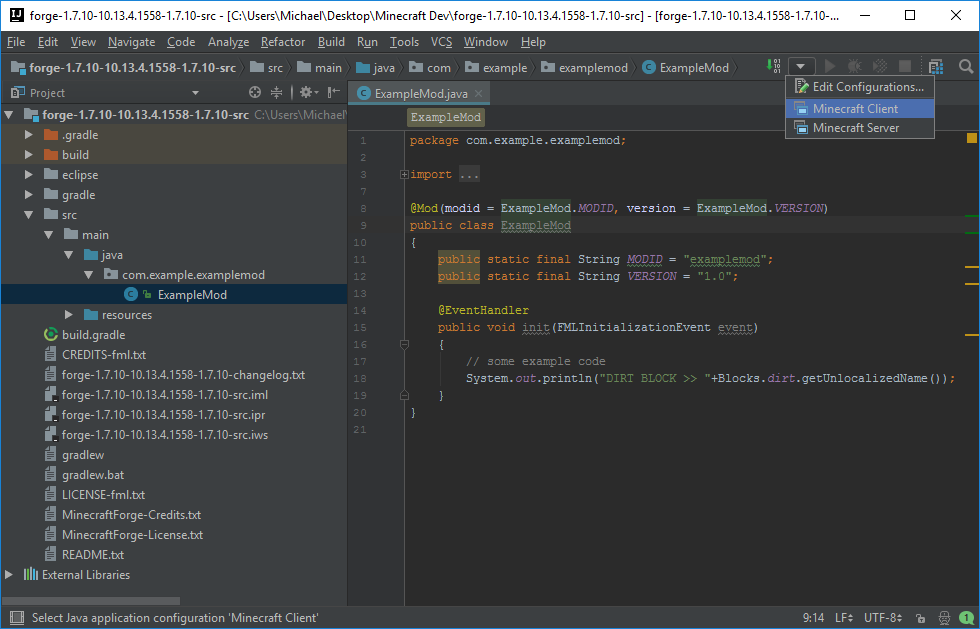 forge-1.7.10-10.13.4.1558-1.7.10-src - [C:\Users\Michael\Desktop\Minecraft Dev\forge-1.7.10-10.13.4.1558-1.7.10-src] - [forge-1.7.10-10.13.4.1558-1.7.10-...
File Edit View Navigate Code Analyze Refactor Build Run Tools VCS Window Help
forge-1.7.10-10.13.4.1558-1.7.10-src src main java com example examplemod ExampleMod
Project
ExampleMod.java
Edit Configurations...
Minecraft Client
Minecraft Server
forge-1.7.10-10.13.4.1558-1.7.10-src C:\Users\Michael\
.gradle
build
eclipse
gradle
src
main
java
com.example.examplemod
ExampleMod
resources
build.gradle
CREDITS-fml.txt
forge-1.7.10-10.13.4.1558-1.7.10-changelog.txt
forge-1.7.10-10.13.4.1558-1.7.10-src.iml
forge-1.7.10-10.13.4.1558-1.7.10-src.ipr
forge-1.7.10-10.13.4.1558-1.7.10-src.iws
gradlew
gradlew.bat
LICENSE-fml.txt
MinecraftForge-Credits.txt
MinecraftForge-License.txt
README.txt
External Libraries
ExampleMod
1 package com.example.examplemod;
2
3 import ...
7
8 @Mod(modid = ExampleMod.MODID, version = ExampleMod.VERSION)
9 public class ExampleMod
10 {
11 public static final String MODID = "examplemod";
12 public static final String VERSION = "1.0";
13
14 @EventHandler
15 public void init(FMLInitializationEvent event)
16 {
17 // some example code
18 System.out.println("DIRT BLOCK >> "+Blocks.dirt.getUnlocalizedName());
19 }
20 }
21
Select Java application configuration 'Minecraft Client' 9:14 LF UTF-8 1